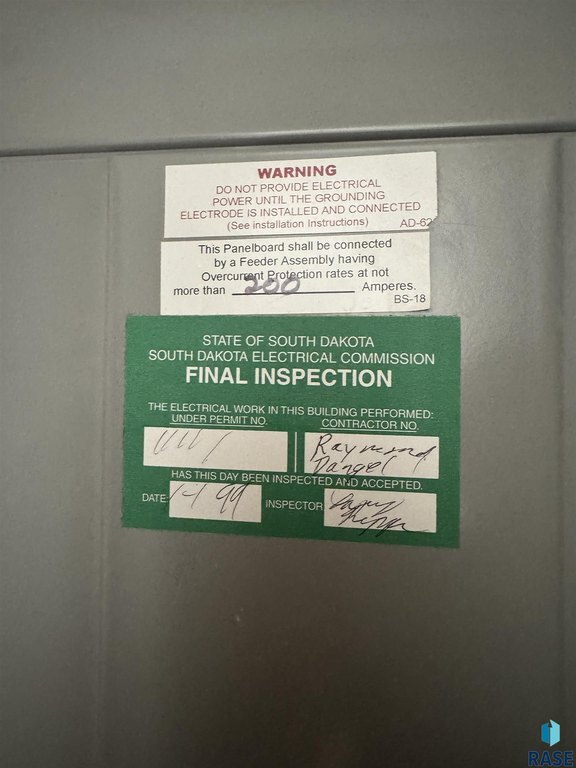 WARNING
DO NOT PROVIDE ELECTRICAL
POWER UNTIL THE GROUNDING
ELECTRODE IS INSTALLED AND CONNECTED
(See installation Instructions) AD-62
This Panelboard shall be connected
by a Feeder Assembly having
Overcurrent Protection rates at not
more than 200 Amperes.
BS-18
STATE OF SOUTH DAKOTA
SOUTH DAKOTA ELECTRICAL COMMISSION
FINAL INSPECTION
THE ELECTRICAL WORK IN THIS BUILDING PERFORMED:
UNDER PERMIT NO. CONTRACTOR NO.
Raymond
HAS THIS DAY BEEN INSPECTED AND ACCEPTED.
DATE: 99 INSPECTOR:
RASE